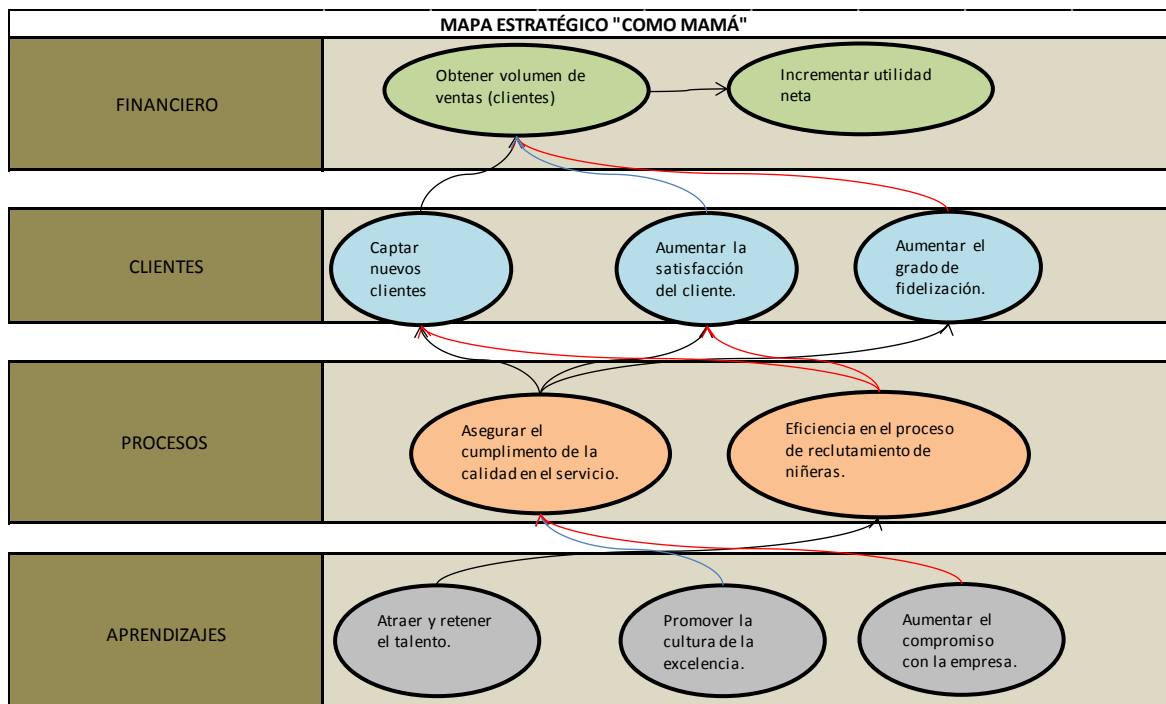 MAPA ESTRATÉGICO "COMO MAMÁ"
FINANCIERO
Obtener volumen de
ventas (clientes)
Incrementar utilidad
neta
CLIENTES
Captar
nuevos
clientes
Aumentar la
satisfacción
del cliente.
Aumentar el
grado de
fidelización.
PROCESOS
Asegurar el
cumplimento de la
calidad en el servicio.
Eficiencia en el proceso
de reclutamiento de
niñeras.
APRENDIZAJES
Atraer y retener
el talento.
Promover la
cultura de la
excelencia.
Aumentar el
compromiso
con la empresa.